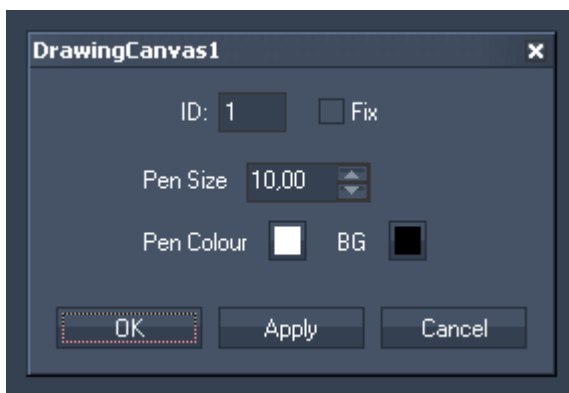 DrawingCanvas1
ID: 1 Fix
Pen Size 10,00
Pen Colour BG
OK Apply Cancel